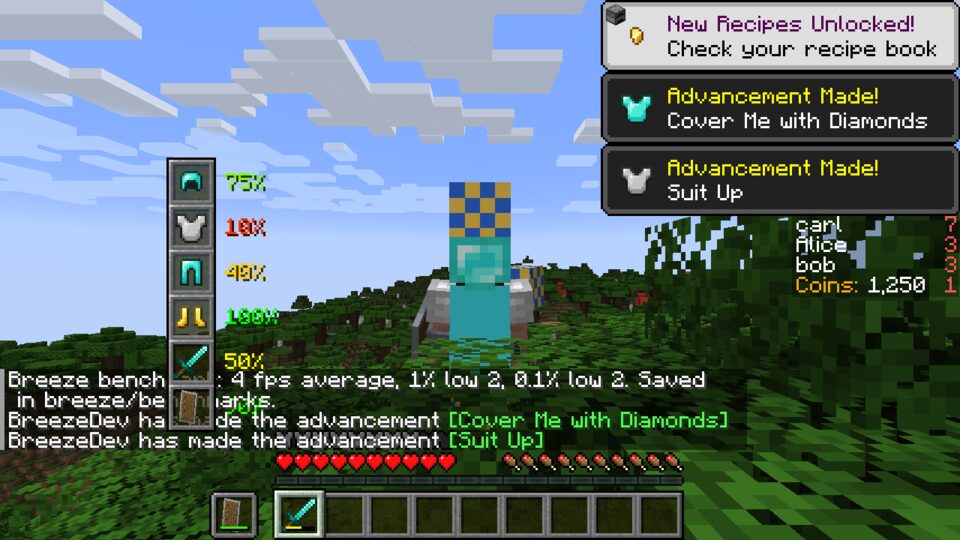 New Recipes Unlocked!
Check your recipe book
Advancement Made!
Cover Me with Diamonds
Advancement Made!
Suit Up
carl 7
Alice 3
bob 3
Coins: 1,250 1
75%
10%
49%
100%
50%
Breeze bench : 4 fps average, 1% low 2, 0.1% low 2. Saved
in breeze/be marks.
BreezeDev ha de the advancement [Cover Me with Diamonds]
BreezeDev has made the advancement [Suit Up]